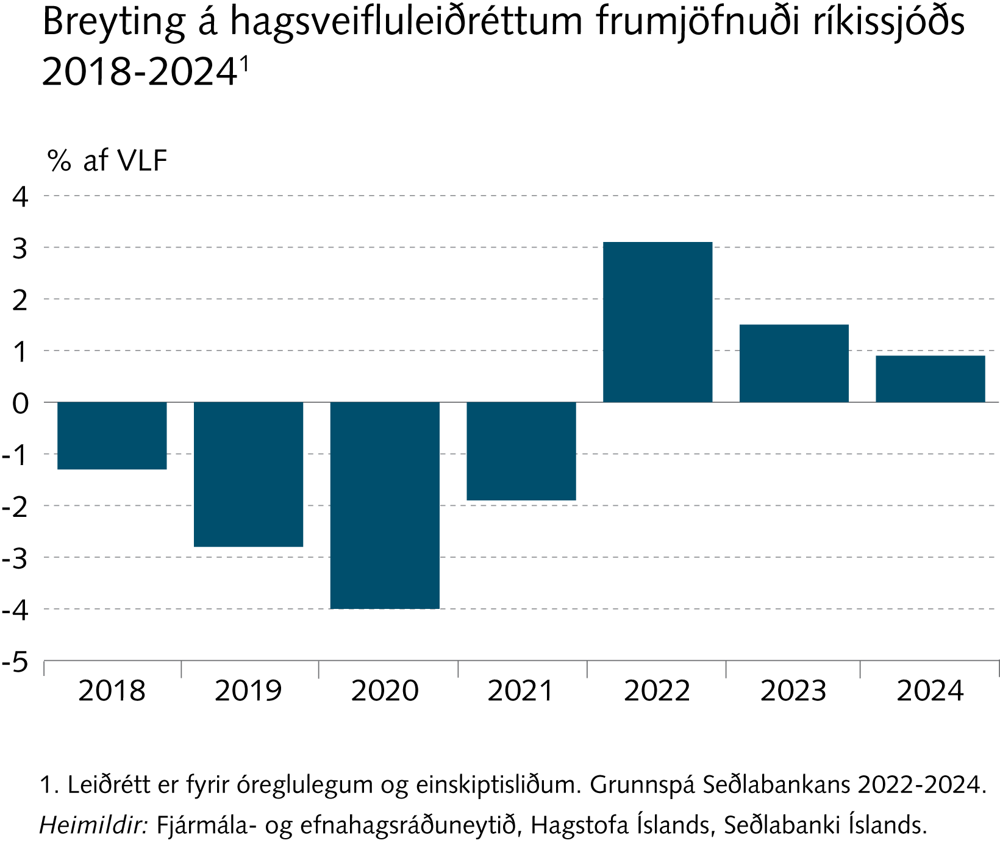 Breyting á hagsveifluleiðréttum frumjöfnuði ríkissjóðs
2018-2024¹
% af VLF
4
3
2
1
0
-1
-2
-3
-4
-5
2018 2019 2020 2021 2022 2023 2024
1. Leiðrétt er fyrir óreglulegum og einskiptisliðum. Grunnspá Seðlabankans 2022-2024.
Heimildir: Fjármála- og efnahagsráðuneytið, Hagstofa Íslands, Seðlabanki Íslands.